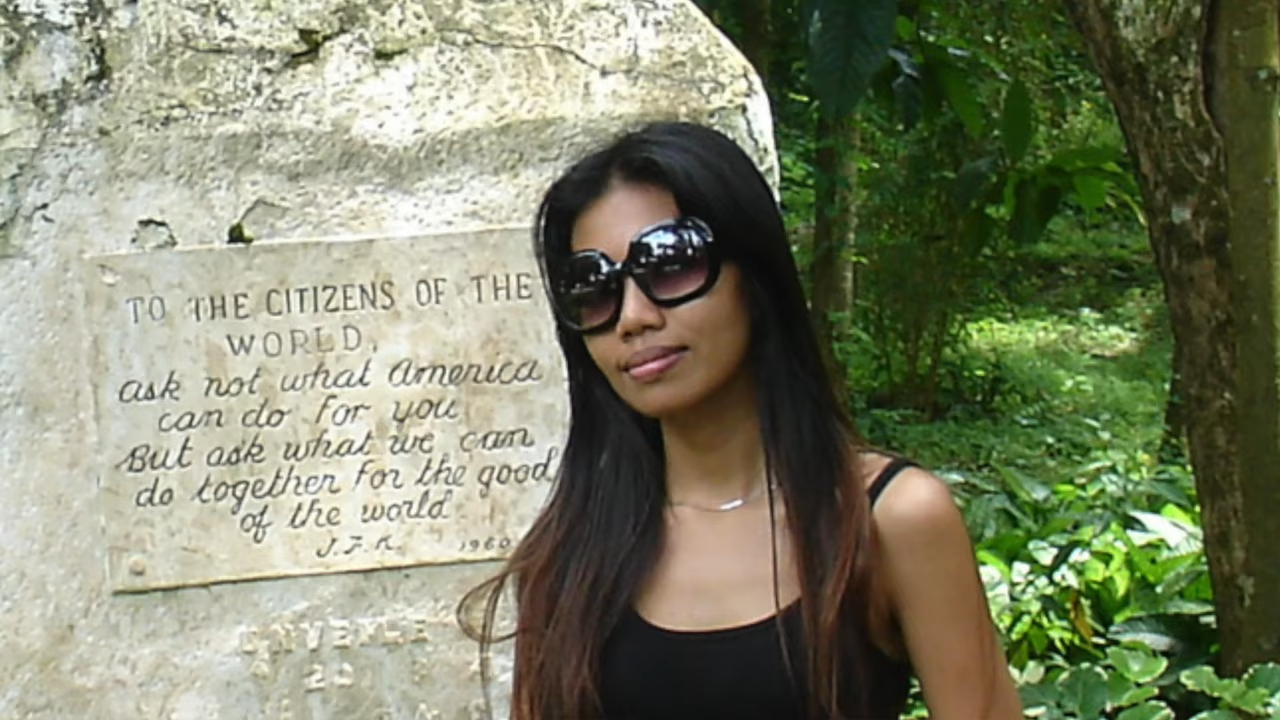 TO THE CITIZENS OF THE
WORLD,
ask not what America
can do for you
But ask what we can
do together for the good
of the world
J.F.K. 1960
23